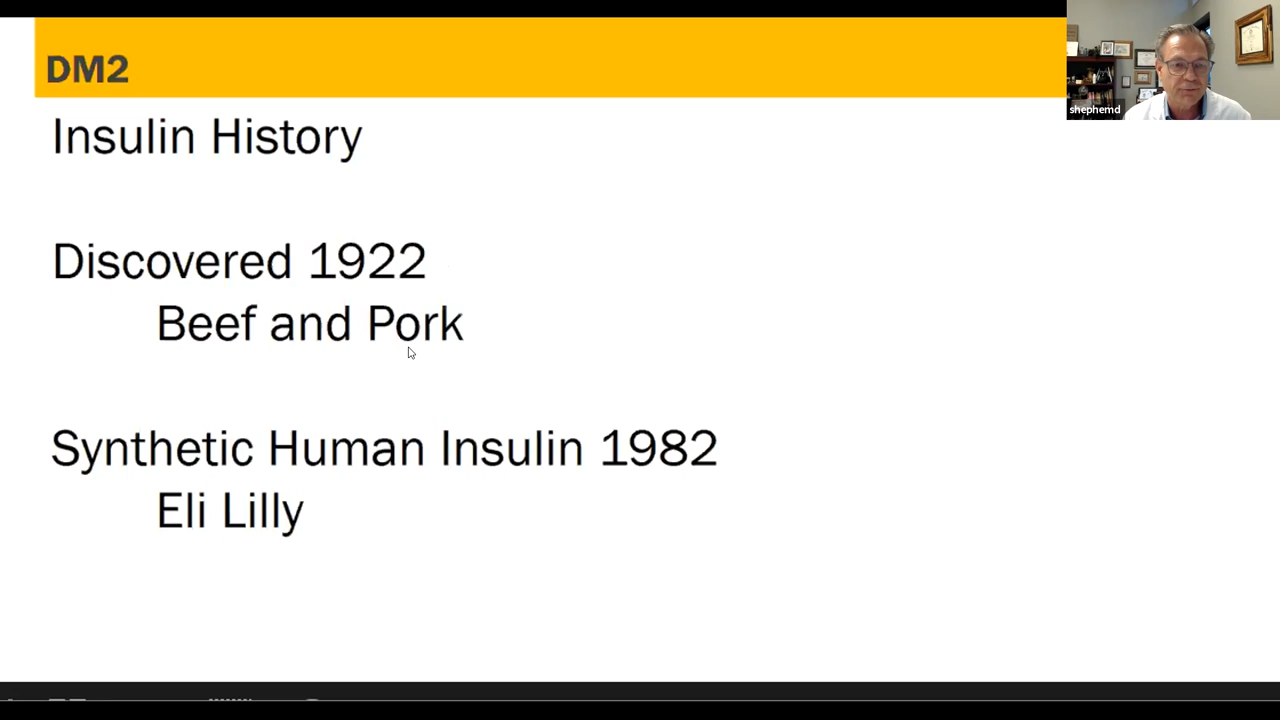 DM2
shephemd
Insulin History
Discovered 1922
Beef and Pork
Synthetic Human Insulin 1982
Eli Lilly